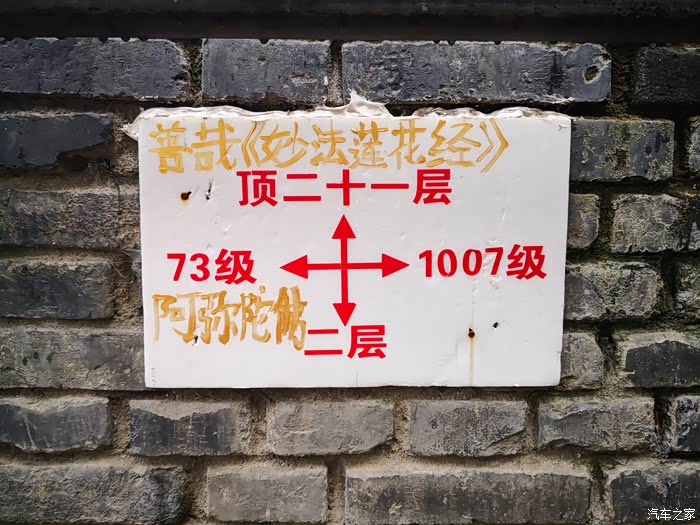 善哉《妙法莲花经》
顶二十一层
73级
1007级
阿弥陀佛
二层
汽车之家